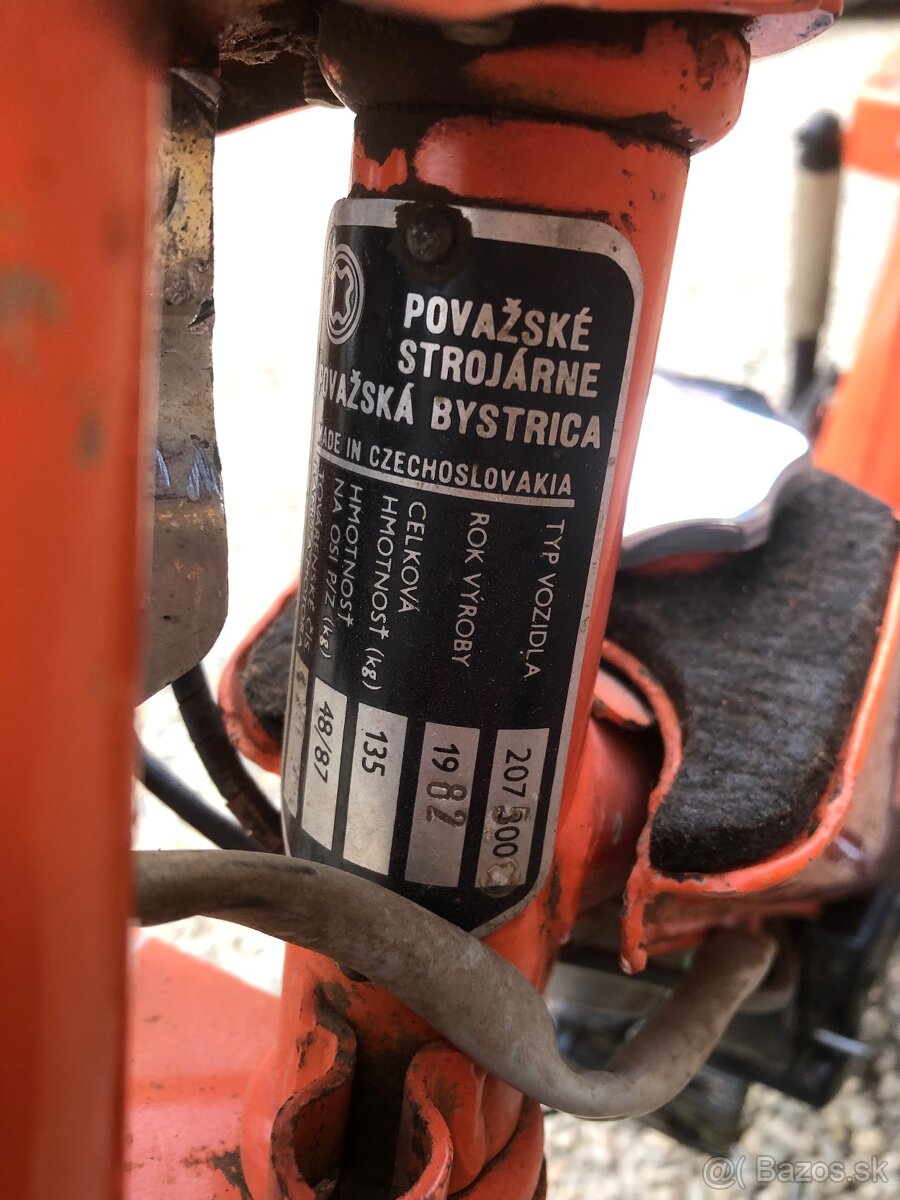 POVAŽSKÉ
STROJÁRNE
POVAŽSKÁ BYSTRICA
MADE IN CZECHOSLOVAKIA
TYP VOZIDLA 207 500
ROK VÝROBY 1982
CELKOVÁ
HMOTNOSŤ (kg) 135
HMOTNOSŤ
NA OSI P/Z (kg) 48/87
@( Bazos.sk